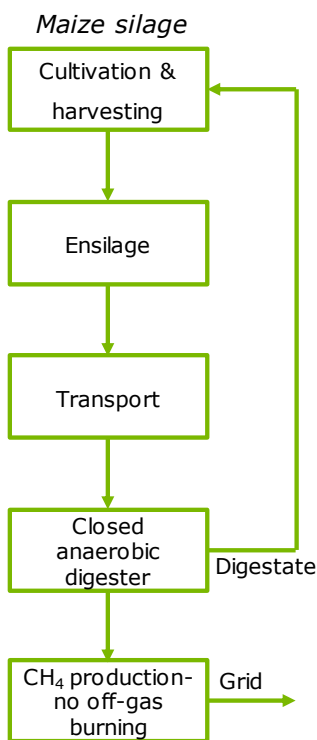 Maize silage
Cultivation &
harvesting
Ensilage
Transport
Closed
anaerobic
digester
Digestate
CH₄ production-
no off-gas
burning
Grid